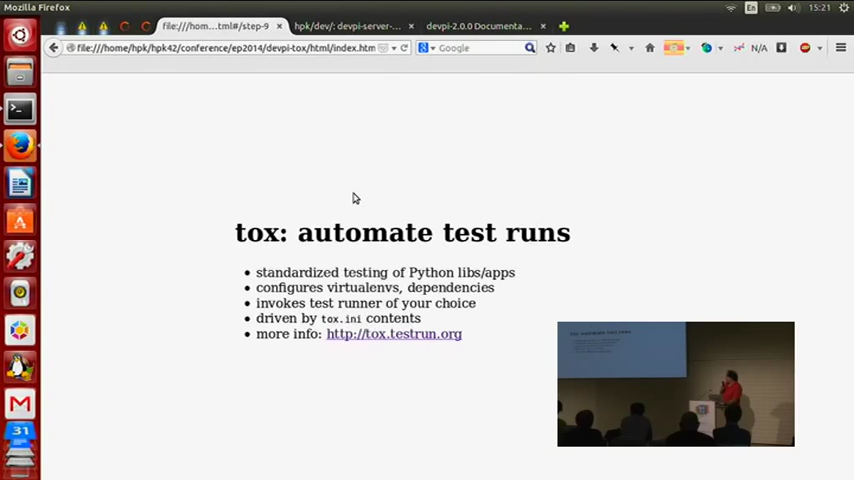 Mozilla Firefox
En
15:21
file:///hom...tml#/step-9
hpk/dev/: devpi-server-...
devpi-2.0.0 Documenta...
file:///home/hpk/hpk42/conference/ep2014/devpi-tox/html/index.htm
Google
N/A
tox: automate test runs
standardized testing of Python libs/apps
configures virtualenvs, dependencies
invokes test runner of your choice
driven by tox.ini contents
more info: http://tox.testrun.org
31